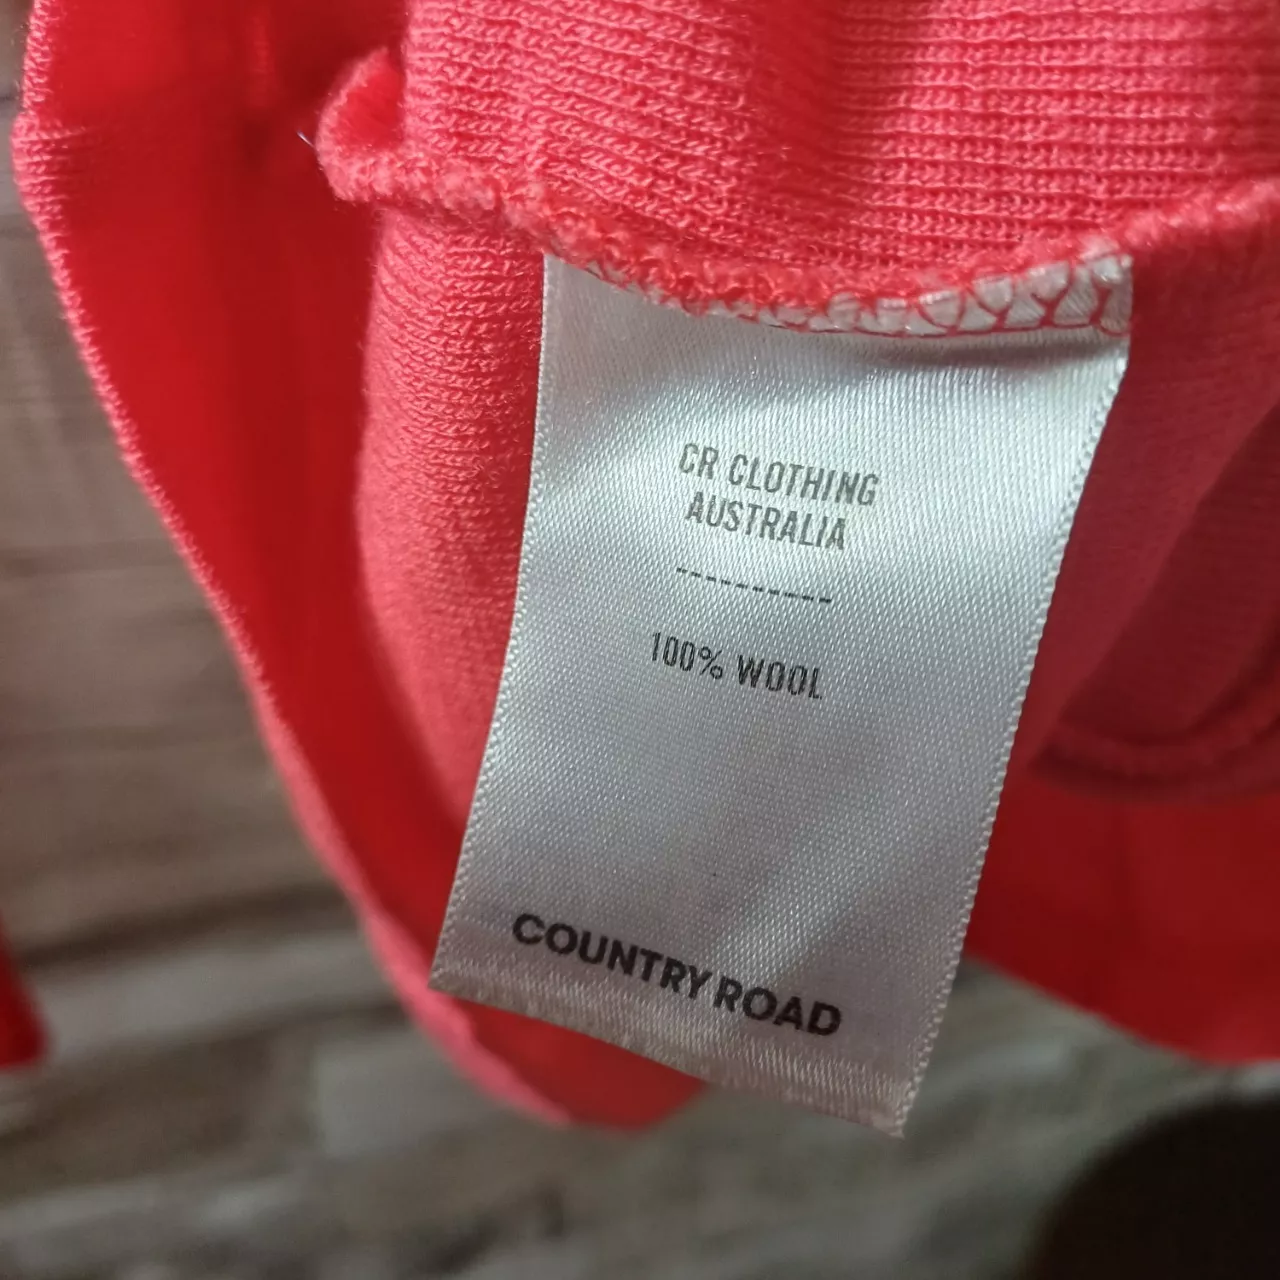 CR CLOTHING
AUSTRALIA
----------
100% WOOL
COUNTRY ROAD